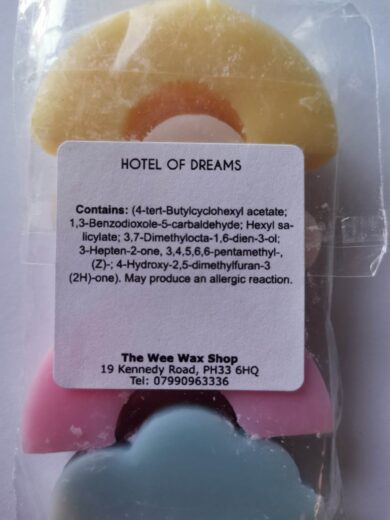 HOTEL OF DREAMS
Contains: (4-tert-Butylcyclohexyl acetate;
1,3-Benzodioxole-5-carbaldehyde; Hexyl sa-
licylate; 3,7-Dimethylocta-1,6-dien-3-ol;
3-Hepten-2-one, 3,4,5,6,6-pentamethyl-,
(Z)-; 4-Hydroxy-2,5-dimethylfuran-3
(2H)-one). May produce an allergic reaction.
The Wee Wax Shop
19 Kennedy Road, PH33 6HQ
Tel: 07990963336